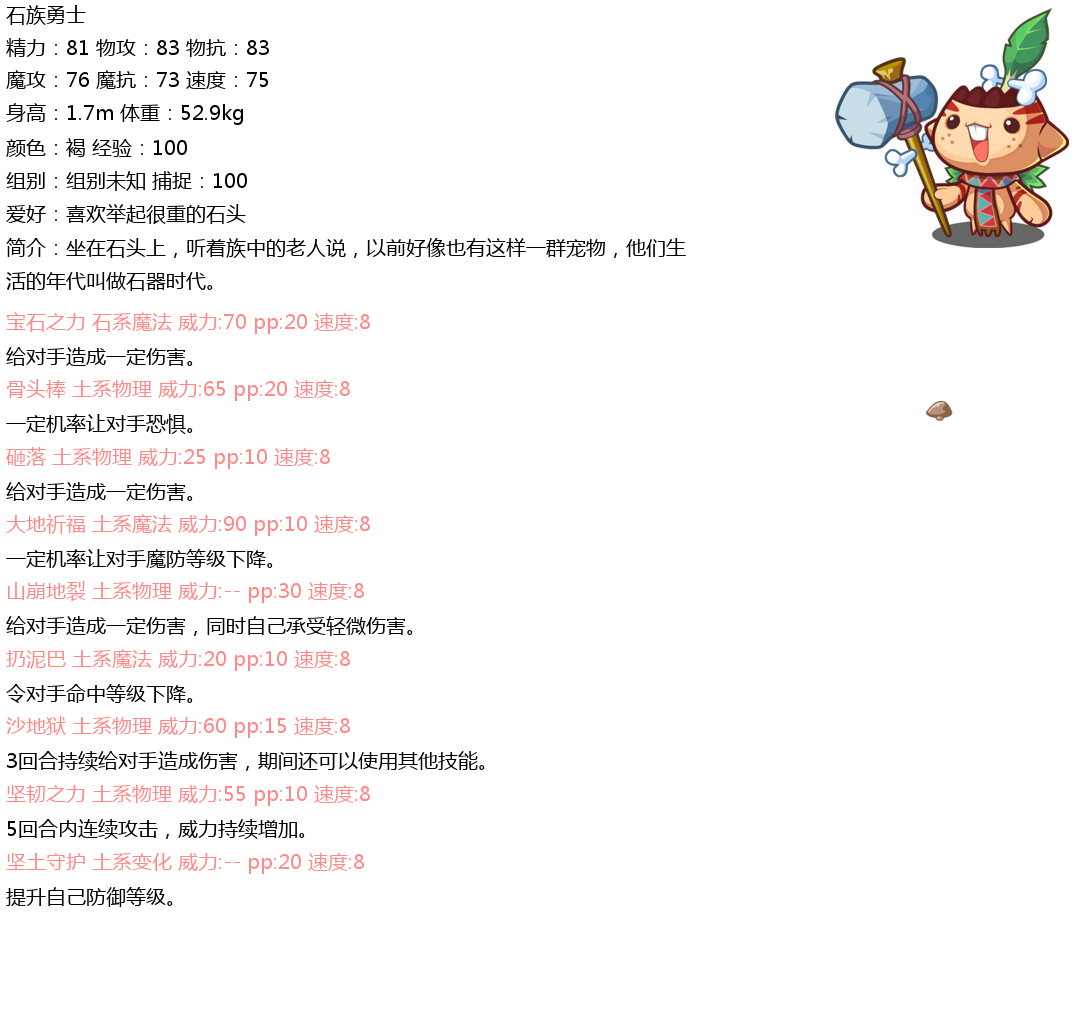 石族勇士
精力：81 物攻：83 物抗：83
魔攻：76 魔抗：73 速度：75
身高：1.7m 体重：52.9kg
颜色：褐 经验：100
组别：组别未知 捕捉：100
爱好：喜欢举起很重的石头
简介：坐在石头上，听着族中的老人说，以前好像也有这样一群宠物，他们生
活的年代叫做石器时代。
宝石之力 石系魔法 威力:70 pp:20 速度:8
给对手造成一定伤害。
骨头棒 土系物理 威力:65 pp:20 速度:8
一定机率让对手恐惧。
砸落 土系物理 威力:25 pp:10 速度:8
给对手造成一定伤害。
大地祈福 土系魔法 威力:90 pp:10 速度:8
一定机率让对手魔防等级下降。
山崩地裂 土系物理 威力:-- pp:30 速度:8
给对手造成一定伤害，同时自己承受轻微伤害。
扔泥巴 土系魔法 威力:20 pp:10 速度:8
令对手命中等级下降。
沙地狱 土系物理 威力:60 pp:15 速度:8
3回合持续给对手造成伤害，期间还可以使用其他技能。
坚韧之力 土系物理 威力:55 pp:10 速度:8
5回合内连续攻击，威力持续增加。
坚土守护 土系变化 威力:-- pp:20 速度:8
提升自己防御等级。